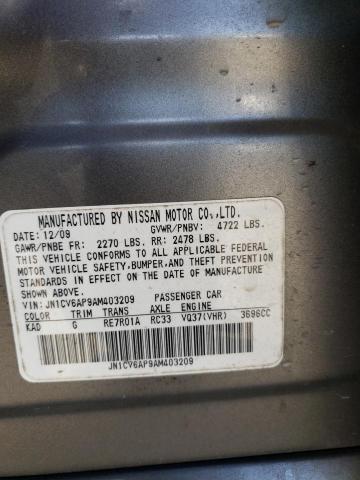 MANUFACTURED BY NISSAN MOTOR CO.,LTD.
DATE: 12/09 GVWR/PNBV: 4722 LBS.
GAWR/PNBE FR: 2270 LBS. RR: 2478 LBS.
THIS VEHICLE CONFORMS TO ALL APPLICABLE FEDERAL
MOTOR VEHICLE SAFETY,BUMPER,AND THEFT PREVENTION
STANDARDS IN EFFECT ON THE DATE OF MANUFACTURE
SHOWN ABOVE.
VIN:JN1CV6AP9AM403209 PASSENGER CAR
COLOR TRIM TRANS AXLE ENGINE
KAD G RE7R01A RC33 VQ37(VHR) 3696CC
JN1CV6AP9AM403209